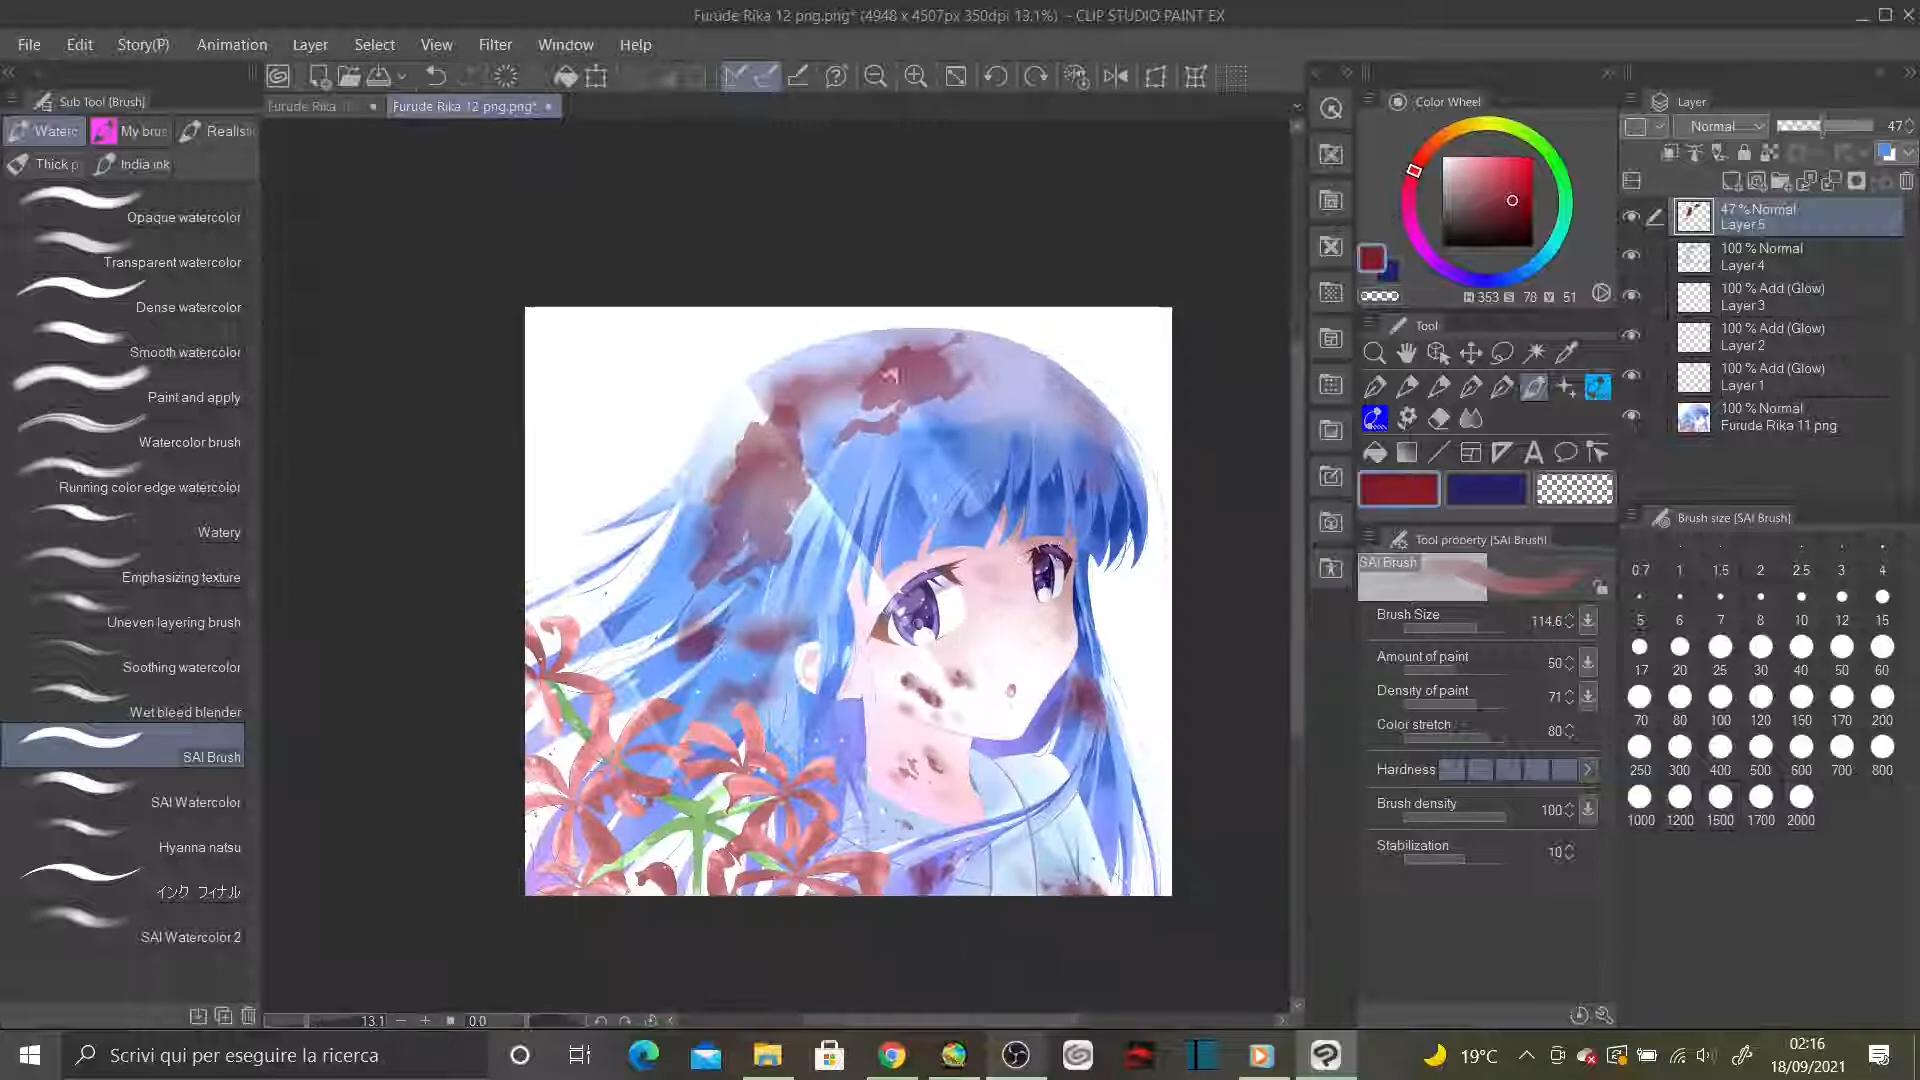 Furude Rika 12 png.png* (4948 x 4507px 350dpi 13.1%) - CLIP STUDIO PAINT EX
File Edit Story(P) Animation Layer Select View Filter Window Help
Sub Tool [Brush]
Furude Rika
Furude Rika 12 png.png*
Waterc
My brus
Realistic
Thick p
India ink
Opaque watercolor
Transparent watercolor
Dense watercolor
Smooth watercolor
Paint and apply
Watercolor brush
Running color edge watercolor
Watery
Emphasizing texture
Uneven layering brush
Soothing watercolor
Wet bleed blender
SAI Brush
SAI Watercolor
Hyanna natsu
インク フィナル
SAI Watercolor 2
13.1
0.0
Color Wheel
H 353 S 78 V 51
Tool
Tool property [SAI Brush]
SAI Brush
Brush Size 114.6
Amount of paint 50
Density of paint 71
Color stretch 80
Hardness
Brush density 100
Stabilization 10
Layer
Normal 47
47 % Normal
Layer 5
100 % Normal
Layer 4
100 % Add (Glow)
Layer 3
100 % Add (Glow)
Layer 2
100 % Add (Glow)
Layer 1
100 % Normal
Furude Rika 11 png
Brush size [SAI Brush]
0.7 1 1.5 2 2.5 3 4
5 6 7 8 10 12 15
17 20 25 30 40 50 60
70 80 100 120 150 170 200
250 300 400 500 600 700 800
1000 1200 1500 1700 2000
Scrivi qui per eseguire la ricerca
19°C
02:16
18/09/2021